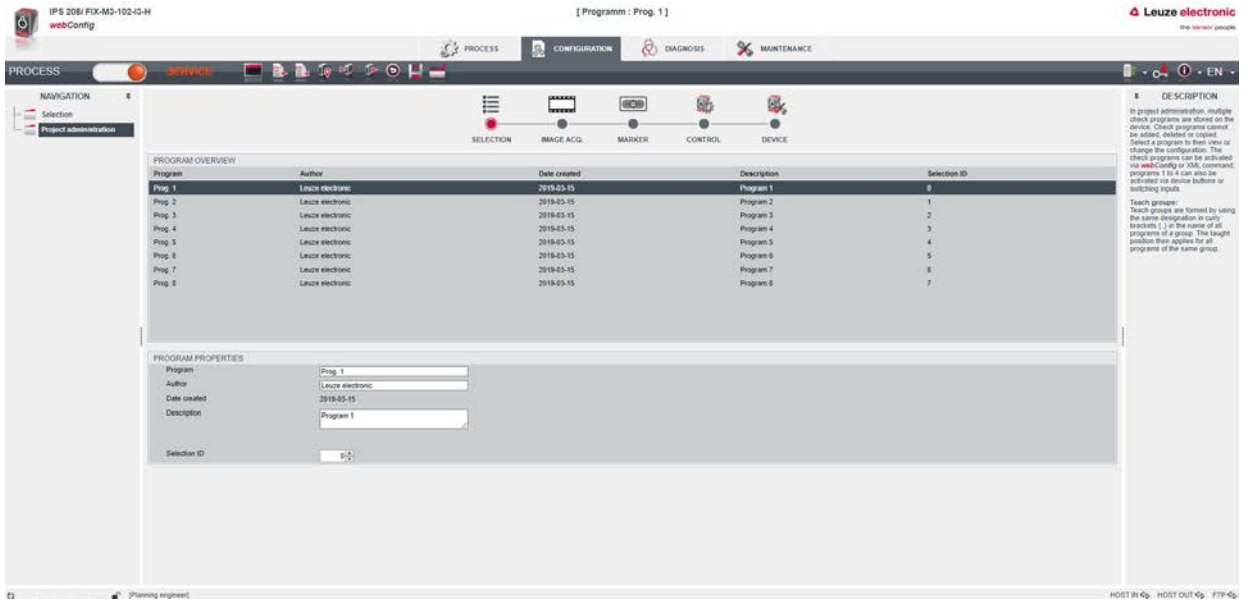 IPS 208i FIX-M3-102-I3-H
webConfig
[ Programm : Prog. 1 ]
Leuze electronic
the sensor people
PROCESS
CONFIGURATION
DIAGNOSIS
MAINTENANCE
PROCESS
SERVICE
EN
NAVIGATION
Selection
Project administration
SELECTION
IMAGE ACQ.
MARKER
CONTROL
DEVICE
PROGRAM OVERVIEW
Program Author Date created Description Selection ID
Prog. 1 Leuze electronic 2019-03-15 Program 1 0
Prog. 2 Leuze electronic 2019-03-15 Program 2 1
Prog. 3 Leuze electronic 2019-03-15 Program 3 2
Prog. 4 Leuze electronic 2019-03-15 Program 4 3
Prog. 5 Leuze electronic 2019-03-15 Program 5 4
Prog. 6 Leuze electronic 2019-03-15 Program 6 5
Prog. 7 Leuze electronic 2019-03-15 Program 7 6
Prog. 8 Leuze electronic 2019-03-15 Program 8 7
PROGRAM PROPERTIES
Program Prog. 1
Author Leuze electronic
Date created 2019-03-15
Description Program 1
Selection ID 0
DESCRIPTION
In project administration, multiple
check programs are stored on the
device. Check programs cannot
be added, deleted or copied.
Select a program to then view or
change the configuration. The
check programs can be activated
via webConfig or XML command;
programs 1 to 4 can also be
activated via device buttons or
switching inputs.
Teach groups:
Teach groups are formed by using
the same designation in curly
brackets {..} in the name of all
programs of a group. The taught
position then applies for all
programs of the same group.
[Planning engineer]
HOST IN HOST OUT FTP